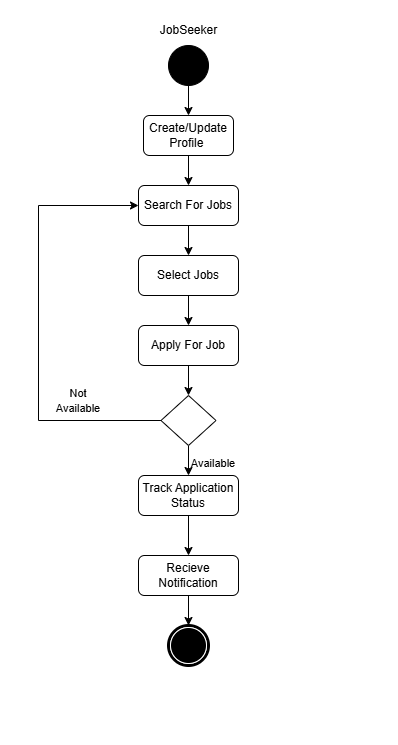 JobSeeker
Create/Update
Profile
Search For Jobs
Select Jobs
Apply For Job
Not
Available
Available
Track Application
Status
Recieve
Notification